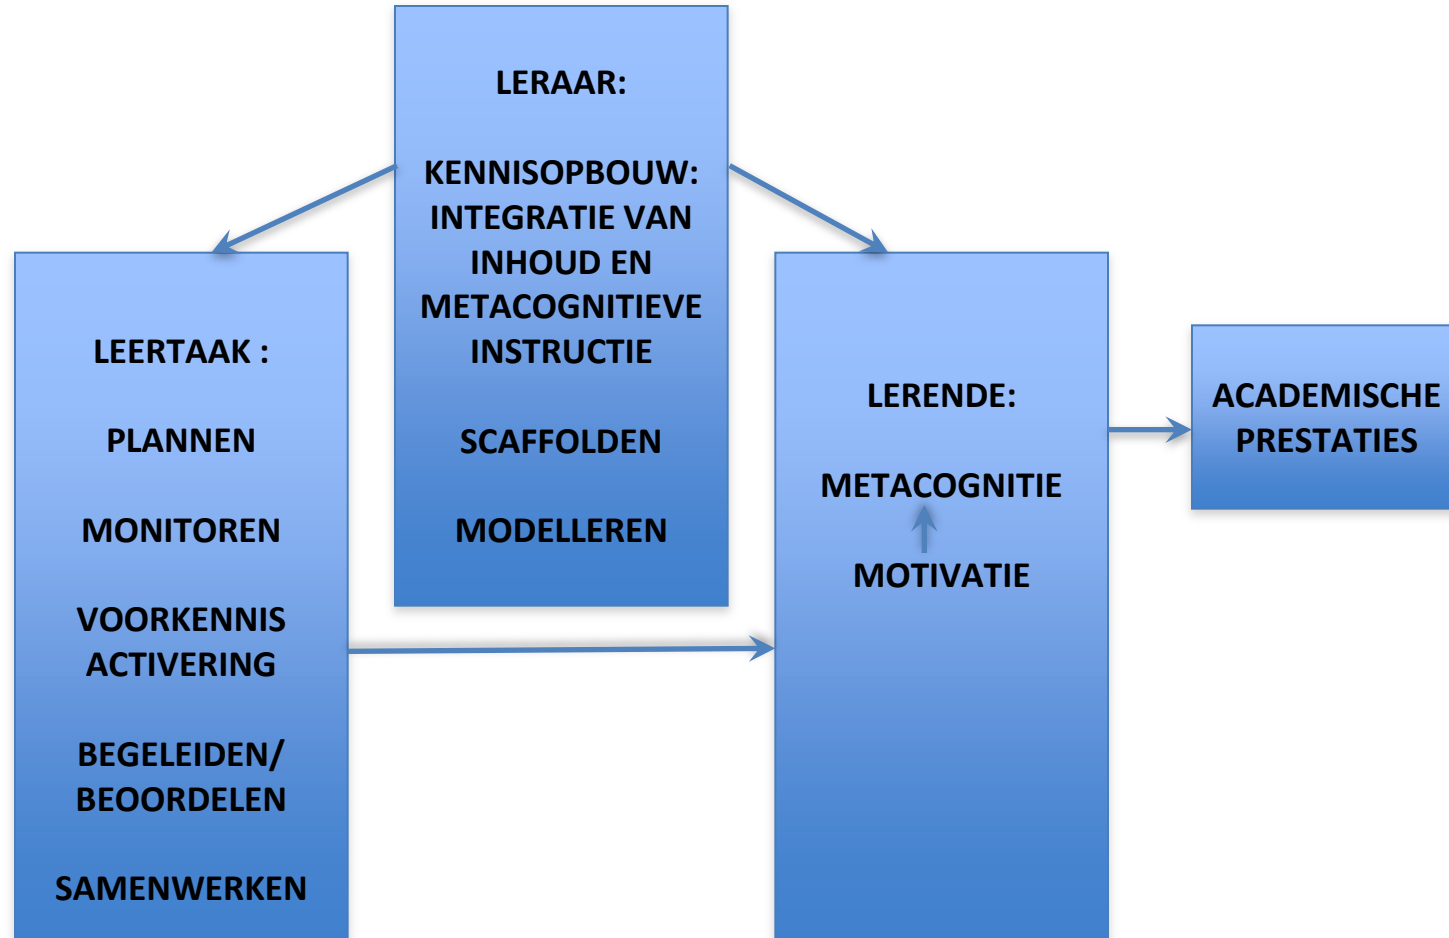 LERAAR:
KENNISOPBOUW:
INTEGRATIE VAN
INHOUD EN
METACOGNITIEVE
INSTRUCTIE
SCAFFOLDEN
MODELLEREN
LEERTAAK :
PLANNEN
MONITOREN
VOORKENNIS
ACTIVERING
BEGELEIDEN/
BEOORDELEN
SAMENWERKEN
LERENDE:
METACOGNITIE
MOTIVATIE
ACADEMISCHE
PRESTATIES